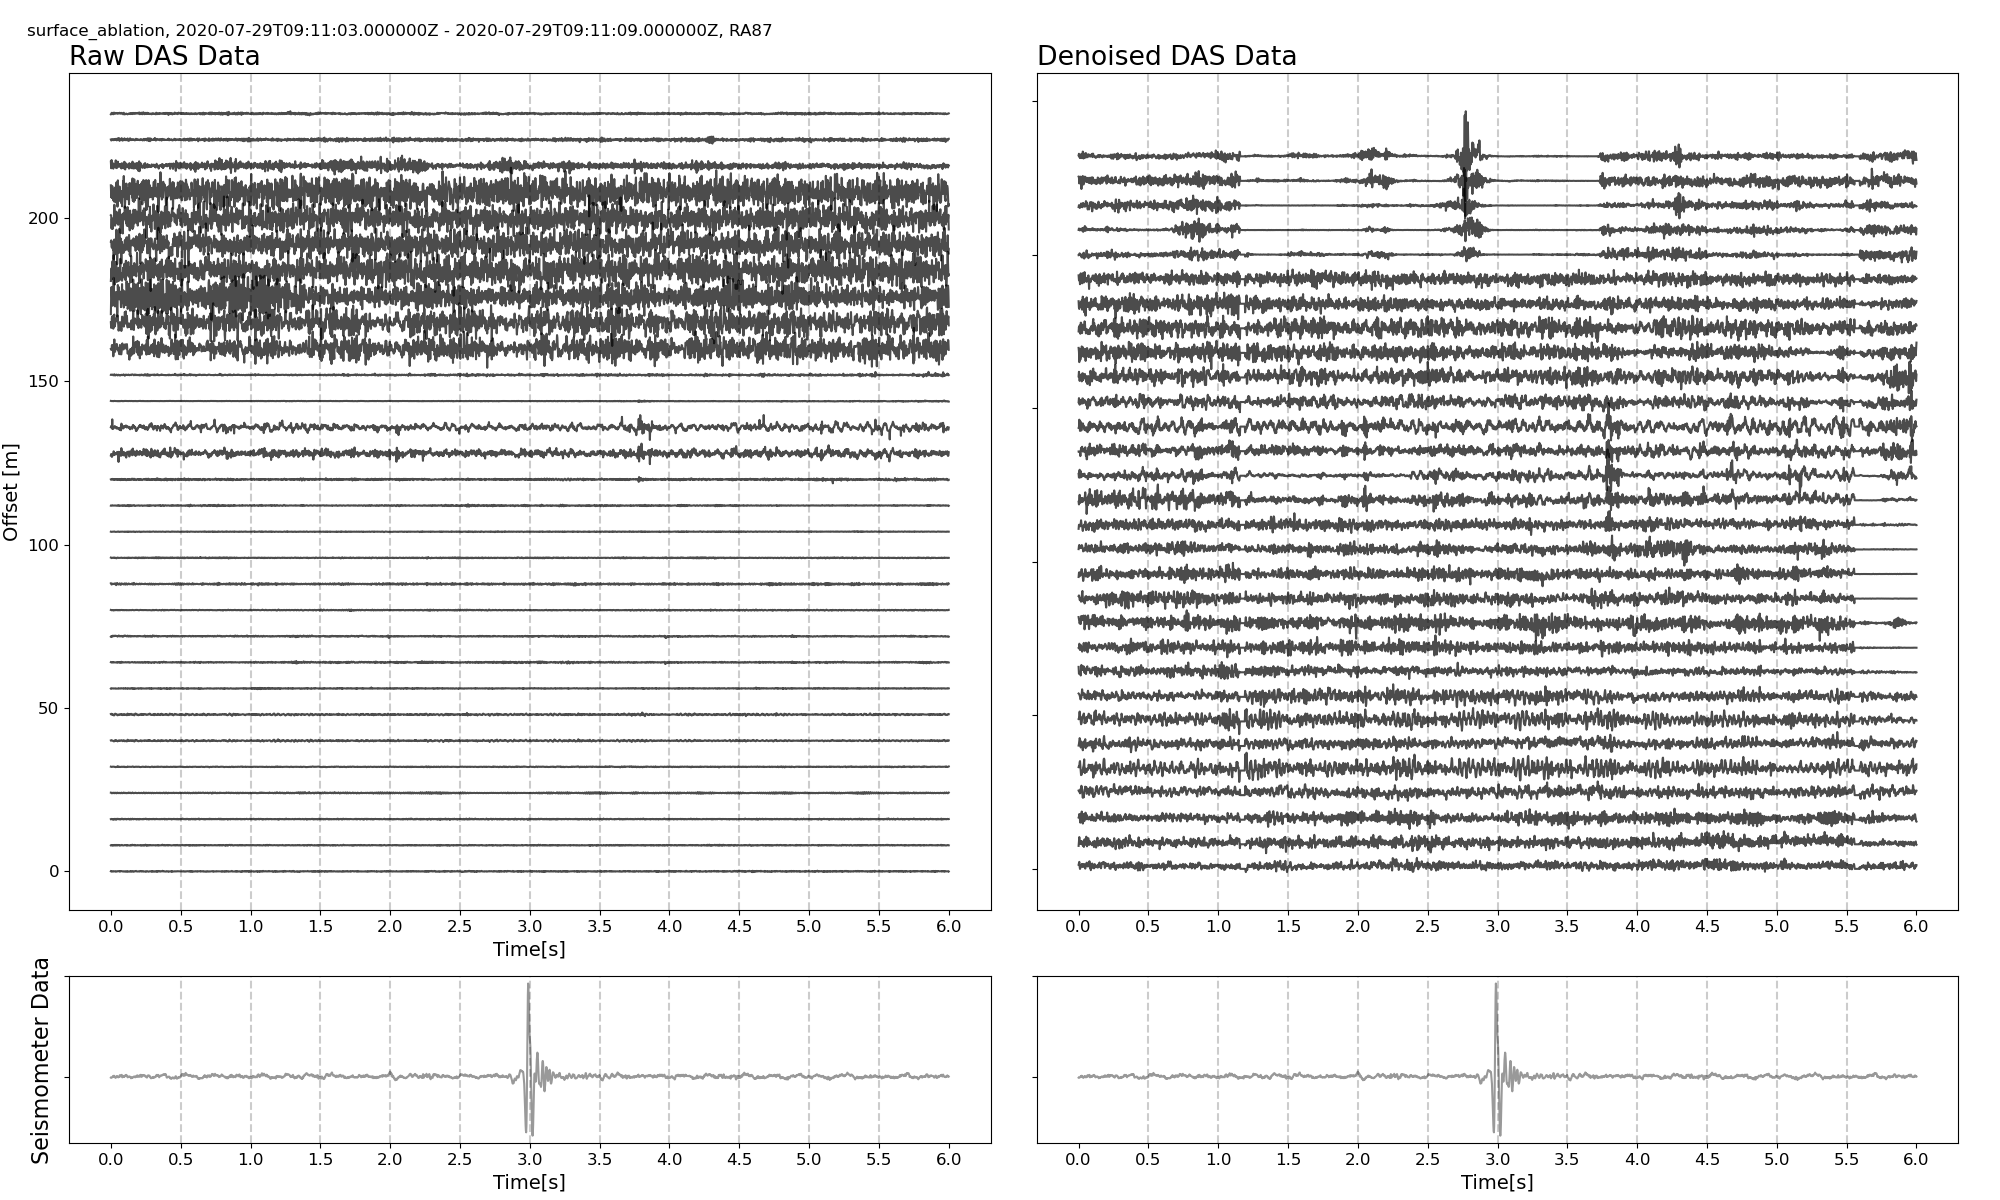 surface_ablation, 2020-07-29T09:11:03.000000Z - 2020-07-29T09:11:09.000000Z, RA87
Raw DAS Data
Denoised DAS Data
Offset [m]
200
150
100
50
0
0.0 0.5 1.0 1.5 2.0 2.5 3.0 3.5 4.0 4.5 5.0 5.5 6.0
Time[s]
0.0 0.5 1.0 1.5 2.0 2.5 3.0 3.5 4.0 4.5 5.0 5.5 6.0
Seismometer Data
0.0 0.5 1.0 1.5 2.0 2.5 3.0 3.5 4.0 4.5 5.0 5.5 6.0
Time[s]
0.0 0.5 1.0 1.5 2.0 2.5 3.0 3.5 4.0 4.5 5.0 5.5 6.0
Time[s]